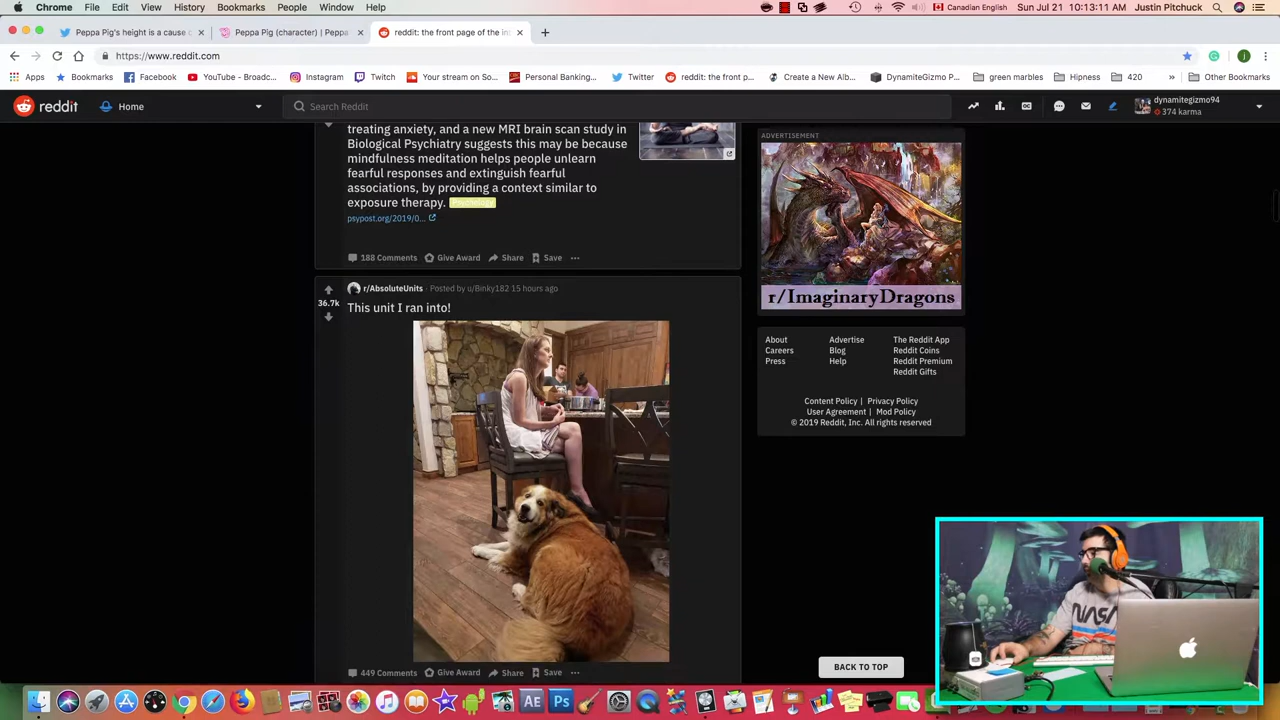 Chrome File Edit View History Bookmarks People Window Help
Canadian English Sun Jul 21 10:13:11 AM Justin Pitchuck
Peppa Pig's height is a cause o
Peppa Pig (character) | Peppa
reddit: the front page of the in
https://www.reddit.com
j
Apps Bookmarks Facebook YouTube - Broadc... Instagram Twitch Your stream on So... Personal Banking... Twitter reddit: the front p... Create a New Alb... DynamiteGizmo P... green marbles Hipness 420 » Other Bookmarks
reddit Home Search Reddit
dynamitegizmo94
374 karma
treating anxiety, and a new MRI brain scan study in
Biological Psychiatry suggests this may be because
mindfulness meditation helps people unlearn
fearful responses and extinguish fearful
associations, by providing a context similar to
exposure therapy. Psychology
psypost.org/2019/0...
188 Comments Give Award Share Save
r/AbsoluteUnits · Posted by u/Binky182 15 hours ago
36.7k
This unit I ran into!
449 Comments Give Award Share Save
ADVERTISEMENT
r/ImaginaryDragons
About Advertise The Reddit App
Careers Blog Reddit Coins
Press Help Reddit Premium
Reddit Gifts
Content Policy | Privacy Policy
User Agreement | Mod Policy
© 2019 Reddit, Inc. All rights reserved
BACK TO TOP
NASA
AE Ps